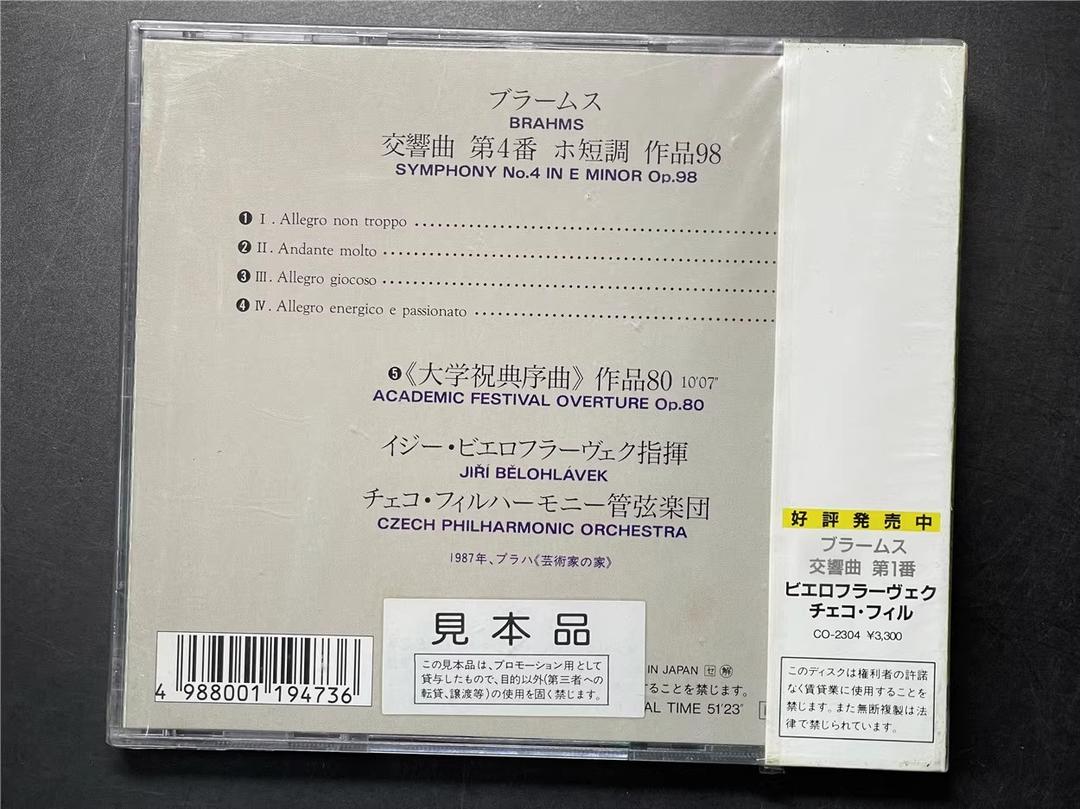 ブラームス
BRAHMS
交響曲 第4番 ホ短調 作品98
SYMPHONY No.4 IN E MINOR Op.98
❶ Ⅰ. Allegro non troppo
❷ Ⅱ. Andante molto
❸ Ⅲ. Allegro giocoso
❹ Ⅳ. Allegro energico e passionato
❺《大学祝典序曲》作品80 10'07"
ACADEMIC FESTIVAL OVERTURE Op.80
イジー・ビエロフラーヴェク指揮
JIŘÍ BĚLOHLÁVEK
チェコ・フィルハーモニー管弦楽団
CZECH PHILHARMONIC ORCHESTRA
1987年、プラハ《芸術家の家》
見本品
この見本品は、プロモーション用として
貸与したもので、目的以外(第三者への
転貸、譲渡等)の使用を固く禁じます。
4 988001 194736
IN JAPAN
することを禁じます。
AL TIME 51'23"
好評発売中
ブラームス
交響曲 第1番
ビエロフラーヴェク
チェコ・フィル
CO-2304 ¥3,300
このディスクは権利者の許諾
なく賃貸業に使用することを
禁じます。また無断複製は法
律で禁じられています。